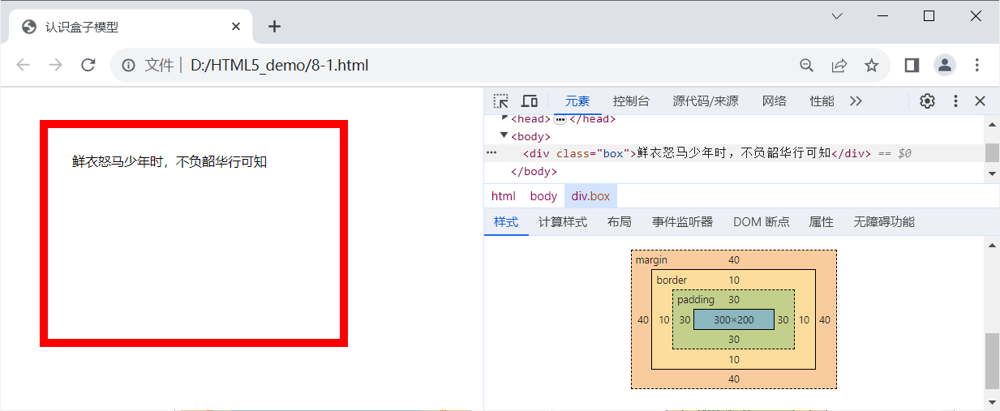 认识盒子模型
文件 | D:/HTML5_demo/8-1.html
鲜衣怒马少年时，不负韶华行可知
元素 控制台 源代码/来源 网络 性能
<head> ••• </head>
<body>
<div class="box">鲜衣怒马少年时，不负韶华行可知</div> == $0
</body>
html body div.box
样式 计算样式 布局 事件监听器 DOM 断点 属性 无障碍功能
margin 40
border 10
padding 30
40 10 30 300×200 30 10 40
30
10
40